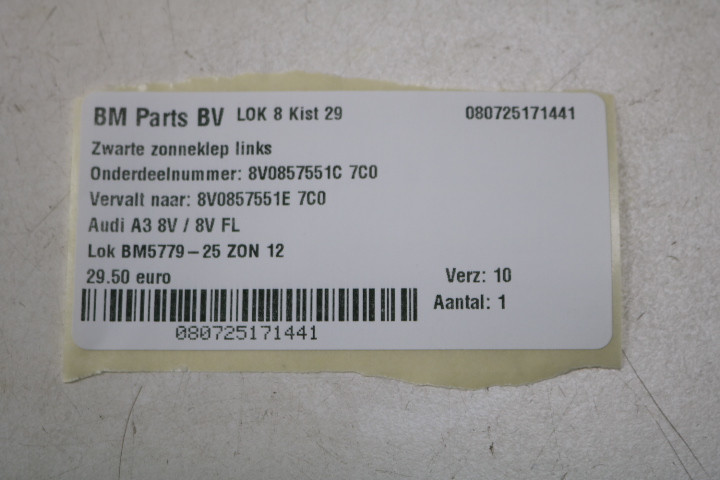 BM Parts BV LOK 8 Kist 29 080725171441
Zwarte zonneklep links
Onderdeelnummer: 8V0857551C 7C0
Vervalt naar: 8V0857551E 7C0
Audi A3 8V / 8V FL
Lok BM5779-25 ZON 12
29.50 euro Verz: 10
Aantal: 1
080725171441